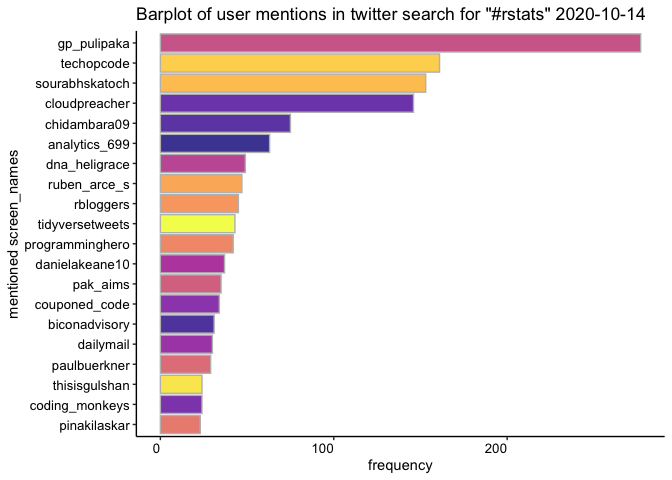 Barplot of user mentions in twitter search for "#rstats" 2020-10-14
gp_pulipaka
techopcode
sourabhskatoch
cloudpreacher
chidambara09
analytics_699
dna_heligrace
ruben_arce_s
rbloggers
tidyversetweets
programminghero
danielakeane10
pak_aims
couponed_code
biconadvisory
dailymail
paulbuerkner
thisisgulshan
coding_monkeys
pinakilaskar
mentioned screen_names
0 100 200
frequency